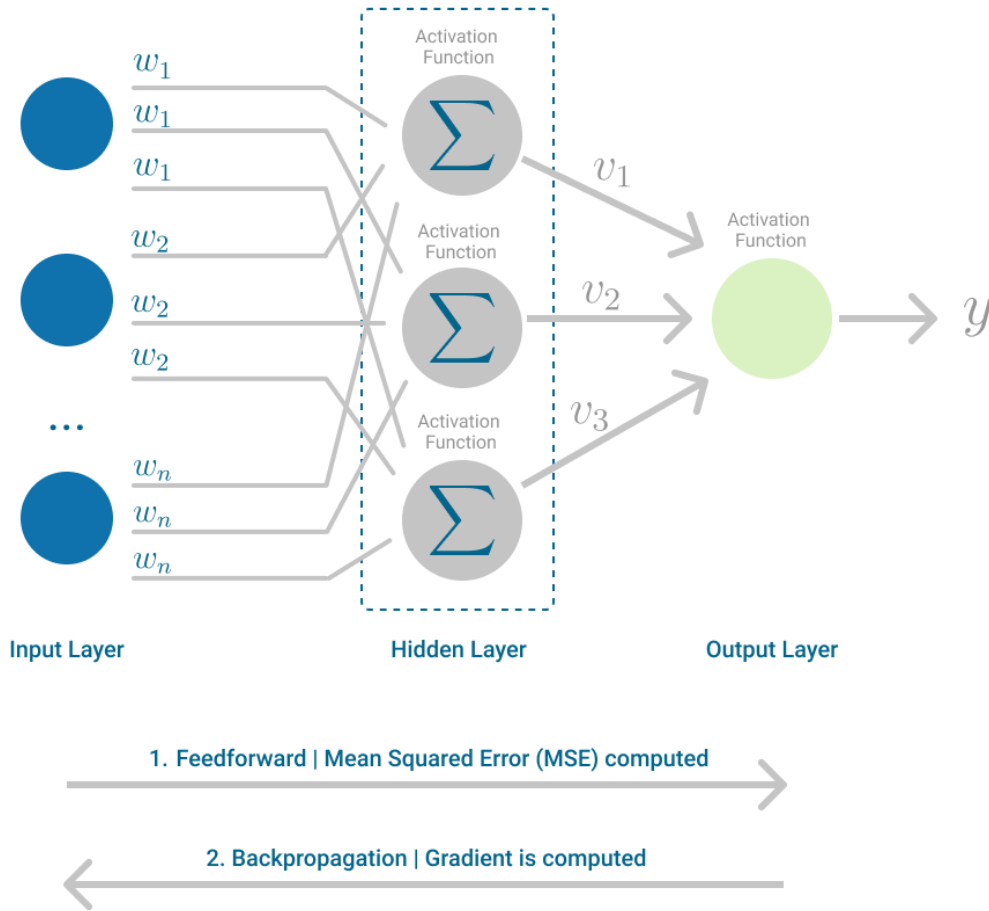 Activation
Function
w1
w1
w1
w2
w2
w2
...
wn
wn
wn
Σ
Activation
Function
Σ
Activation
Function
Σ
v1
v2
v3
Activation
Function
y
Input Layer
Hidden Layer
Output Layer
1. Feedforward | Mean Squared Error (MSE) computed
2. Backpropagation | Gradient is computed